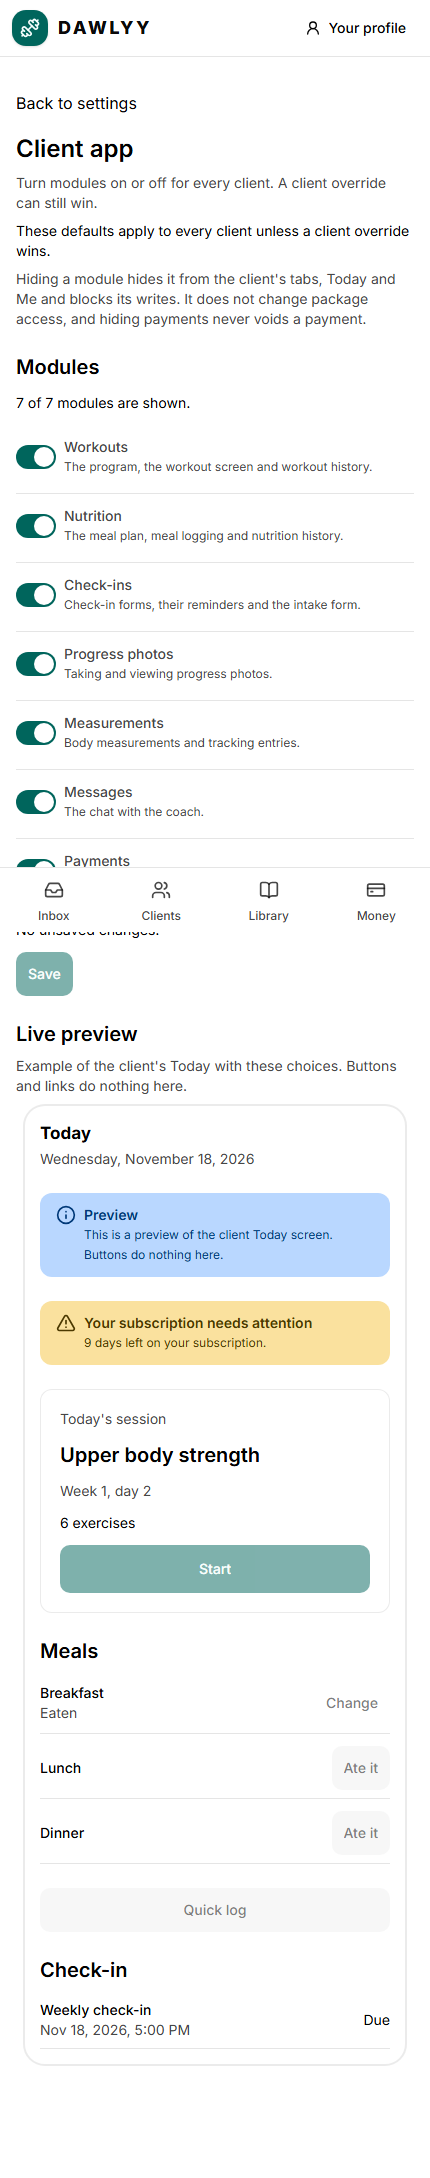 DAWLYY
Your profile
Back to settings
Client app
Turn modules on or off for every client. A client override
can still win.
These defaults apply to every client unless a client override
wins.
Hiding a module hides it from the client's tabs, Today and
Me and blocks its writes. It does not change package
access, and hiding payments never voids a payment.
Modules
7 of 7 modules are shown.
Workouts
The program, the workout screen and workout history.
Nutrition
The meal plan, meal logging and nutrition history.
Check-ins
Check-in forms, their reminders and the intake form.
Progress photos
Taking and viewing progress photos.
Measurements
Body measurements and tracking entries.
Messages
The chat with the coach.
Payments
Inbox
Clients
Library
Money
No unsaved changes.
Save
Live preview
Example of the client's Today with these choices. Buttons
and links do nothing here.
Today
Wednesday, November 18, 2026
Preview
This is a preview of the client Today screen.
Buttons do nothing here.
Your subscription needs attention
9 days left on your subscription.
Today's session
Upper body strength
Week 1, day 2
6 exercises
Start
Meals
Breakfast
Eaten
Change
Lunch
Ate it
Dinner
Ate it
Quick log
Check-in
Weekly check-in
Nov 18, 2026, 5:00 PM
Due